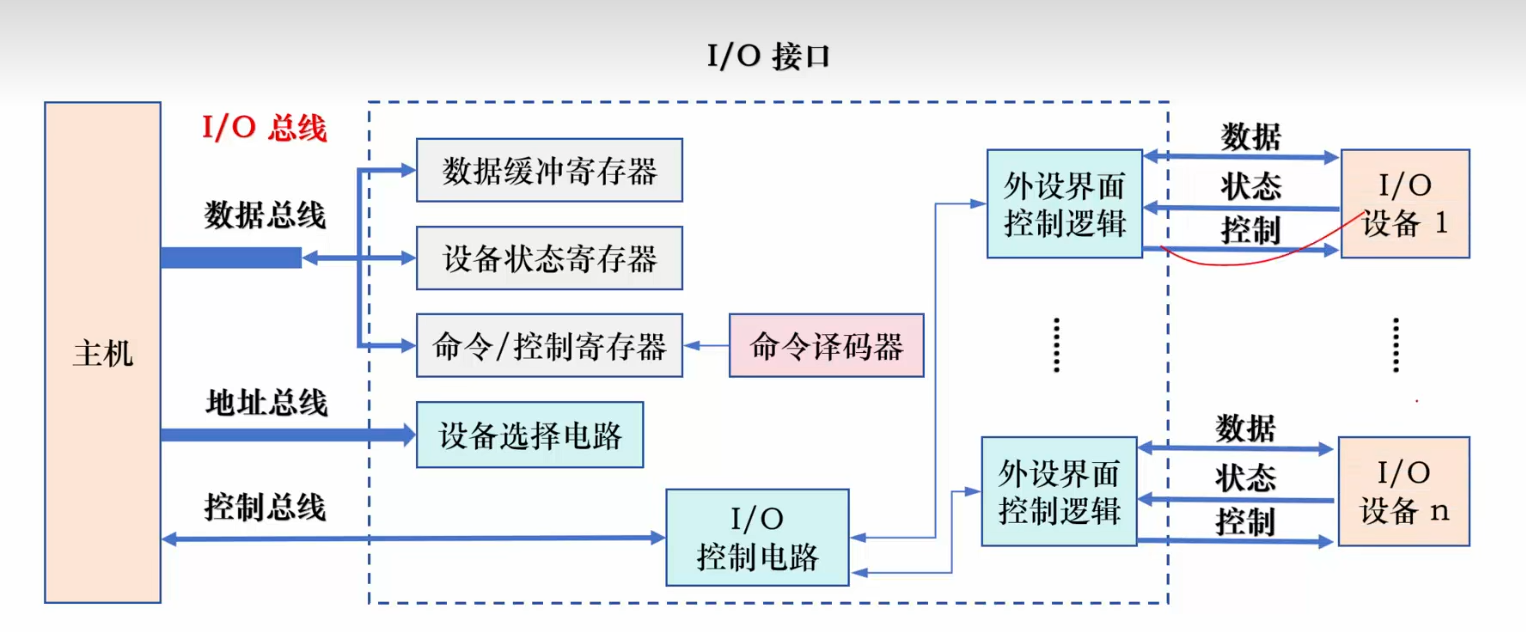 I/O 接口
I/O 总线
数据总线
地址总线
控制总线
主机
数据缓冲寄存器
设备状态寄存器
命令/控制寄存器
命令译码器
设备选择电路
I/O
控制电路
外设界面
控制逻辑
数据
状态
控制
I/O
设备 1
外设界面
控制逻辑
数据
状态
控制
I/O
设备 n